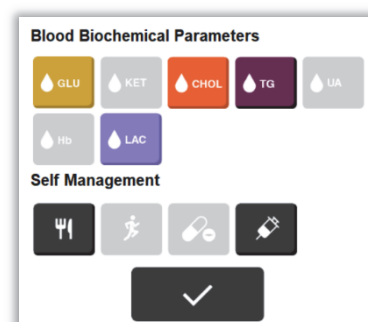 Blood Biochemical Parameters
GLU KET CHOL TG UA
Hb LAC
Self Management